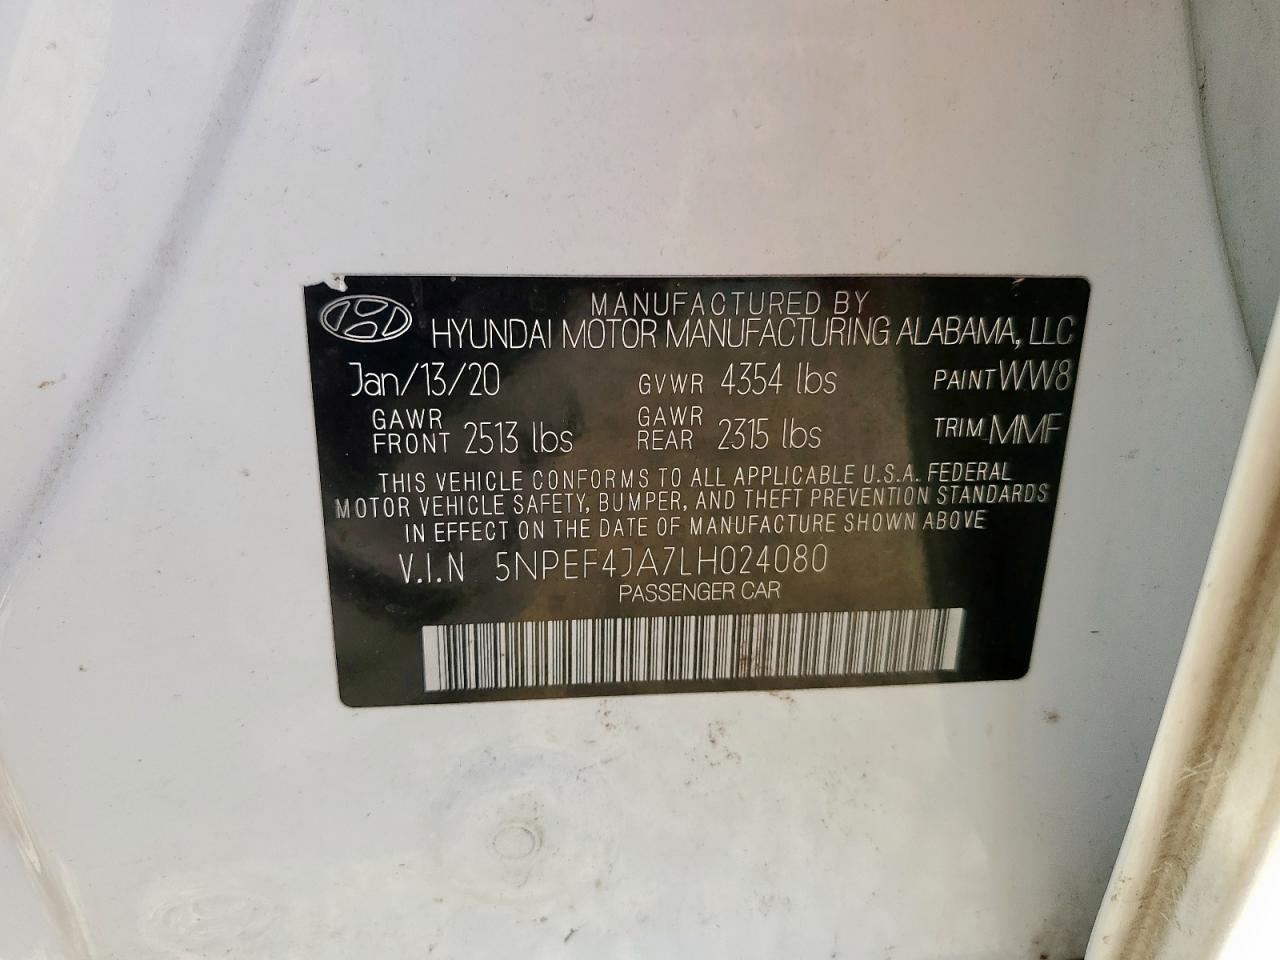 MANUFACTURED BY
HYUNDAI MOTOR MANUFACTURING ALABAMA, LLC
Jan/13/20 GVWR 4354 lbs PAINT WW8
GAWR FRONT 2513 lbs GAWR REAR 2315 lbs TRIM MMF
THIS VEHICLE CONFORMS TO ALL APPLICABLE U.S.A. FEDERAL
MOTOR VEHICLE SAFETY, BUMPER, AND THEFT PREVENTION STANDARDS
IN EFFECT ON THE DATE OF MANUFACTURE SHOWN ABOVE
V.I.N 5NPEF4JA7LH024080
PASSENGER CAR